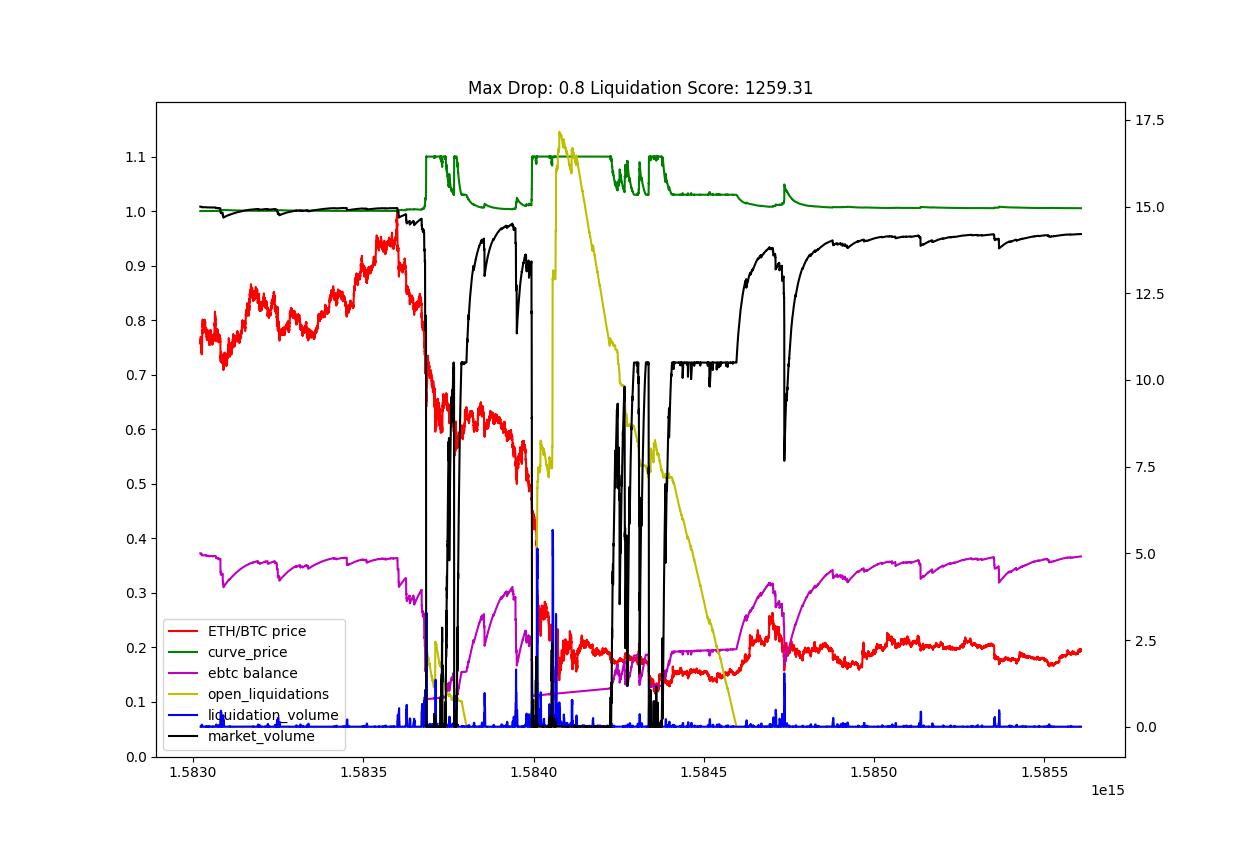 Max Drop: 0.8 Liquidation Score: 1259.31
1.1
1.0
0.9
0.8
0.7
0.6
0.5
0.4
0.3
0.2
0.1
0.0
17.5
15.0
12.5
10.0
7.5
5.0
2.5
0.0
ETH/BTC price
curve_price
ebtc balance
open_liquidations
liquidation_volume
market_volume
1.5830 1.5835 1.5840 1.5845 1.5850 1.5855
1e15